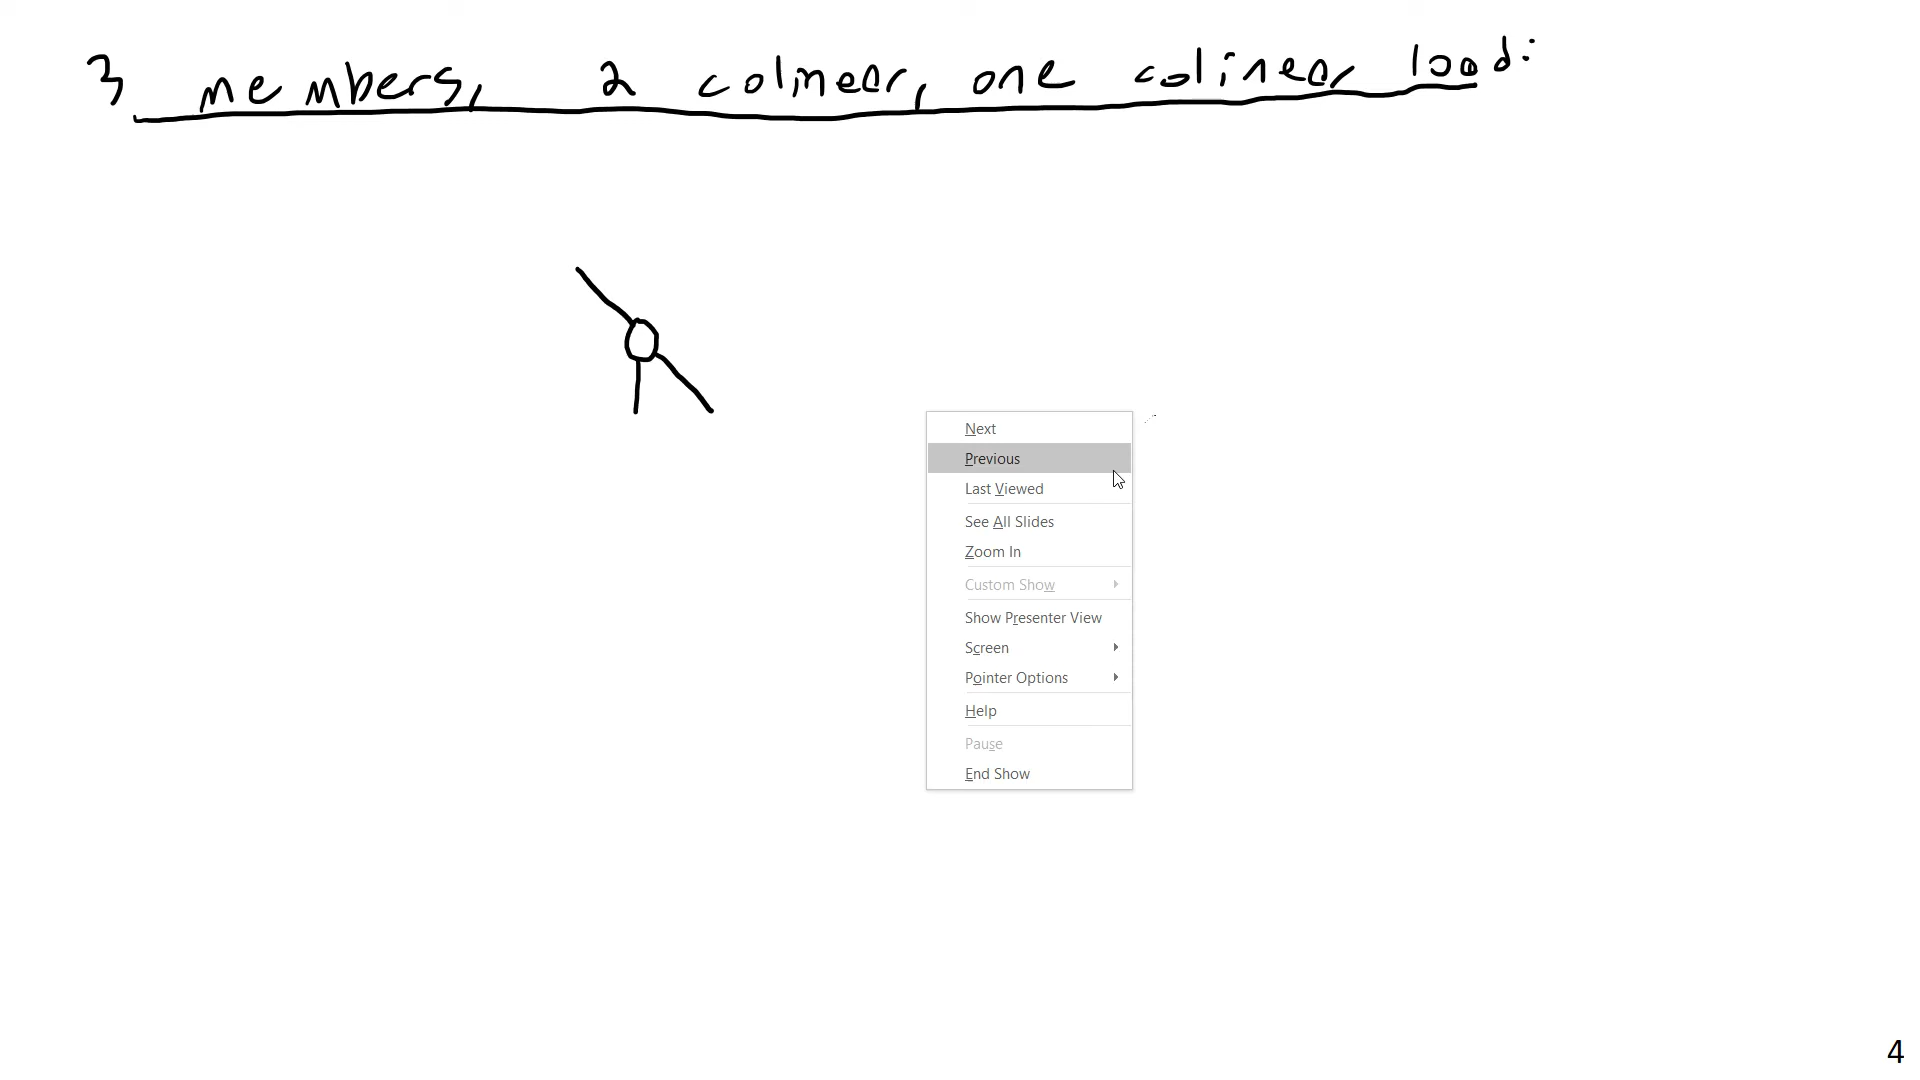 3 members, 2 colinear, one colinear load:
Next
Previous
Last Viewed
See All Slides
Zoom In
Custom Show
Show Presenter View
Screen
Pointer Options
Help
Pause
End Show
4